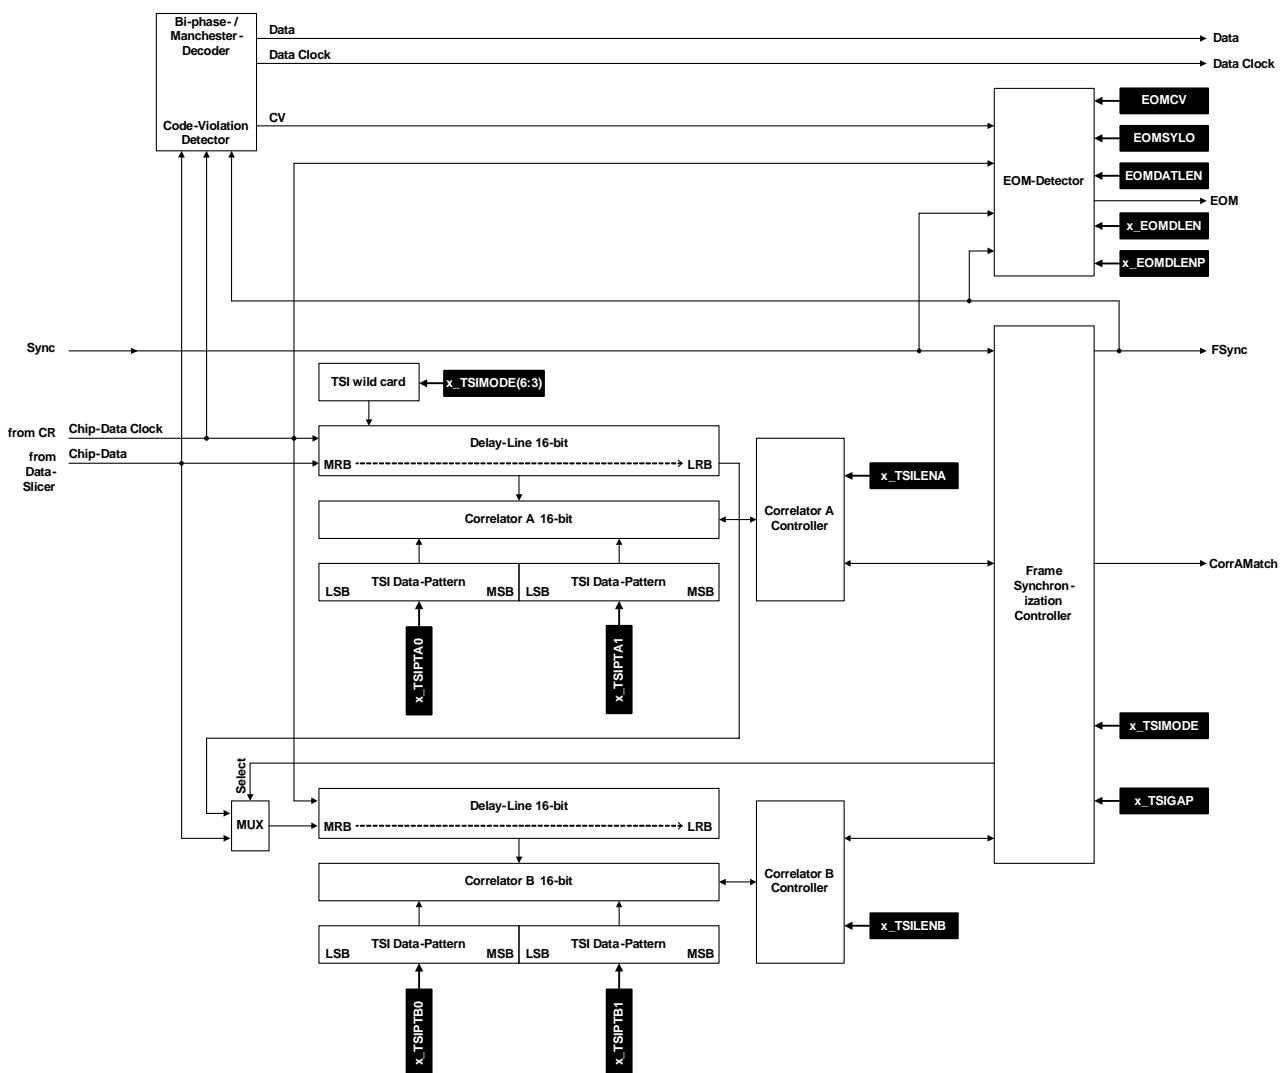 Bi-phase- /
Manchester-
Decoder
Data
Data
Data Clock
Data Clock
Code-Violation
Detector
CV
EOMCV
EOMSYLO
EOM-Detector
EOMDATLEN
EOM
x_EOMDLEN
x_EOMDLENP
Sync
FSync
TSI wild card
x_TSIMODE(6:3)
from CR
Chip-Data Clock
Delay-Line 16-bit
from
Data-
Slicer
Chip-Data
MRB
LRB
x_TSILENA
Correlator A 16-bit
Correlator A
Controller
TSI Data-Pattern
LSB
MSB
TSI Data-Pattern
LSB
MSB
Frame
Synchron-
ization
Controller
CorrAMatch
x_TSIPTA0
x_TSIPTA1
x_TSIMODE
Select
MUX
Delay-Line 16-bit
MRB
LRB
x_TSIGAP
Correlator B 16-bit
Correlator B
Controller
x_TSILENB
TSI Data-Pattern
LSB
MSB
TSI Data-Pattern
LSB
MSB
x_TSIPTB0
x_TSIPTB1